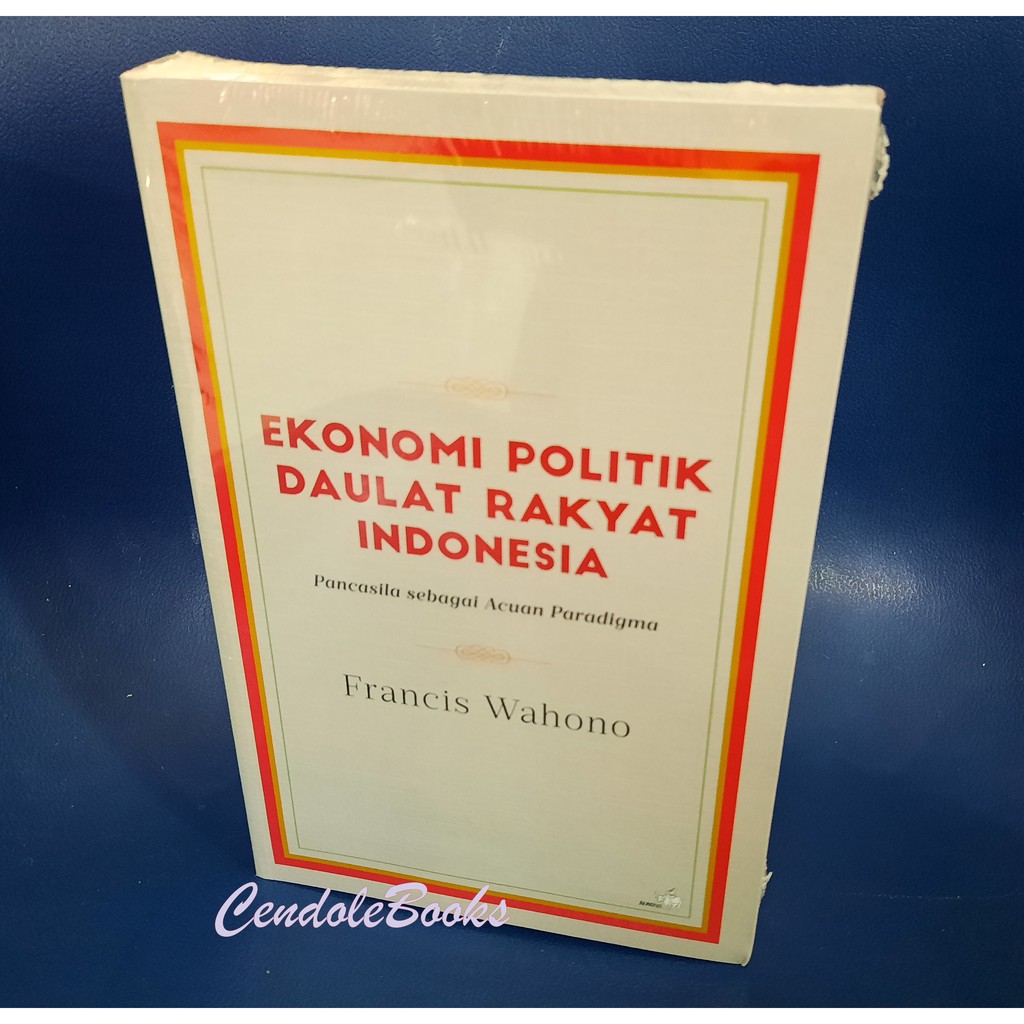 EKONOMI POLITIK
DAULAT RAKYAT
INDONESIA
Pancasila sebagai Acuan Paradigma
Francis Wahono
CendoleBooks